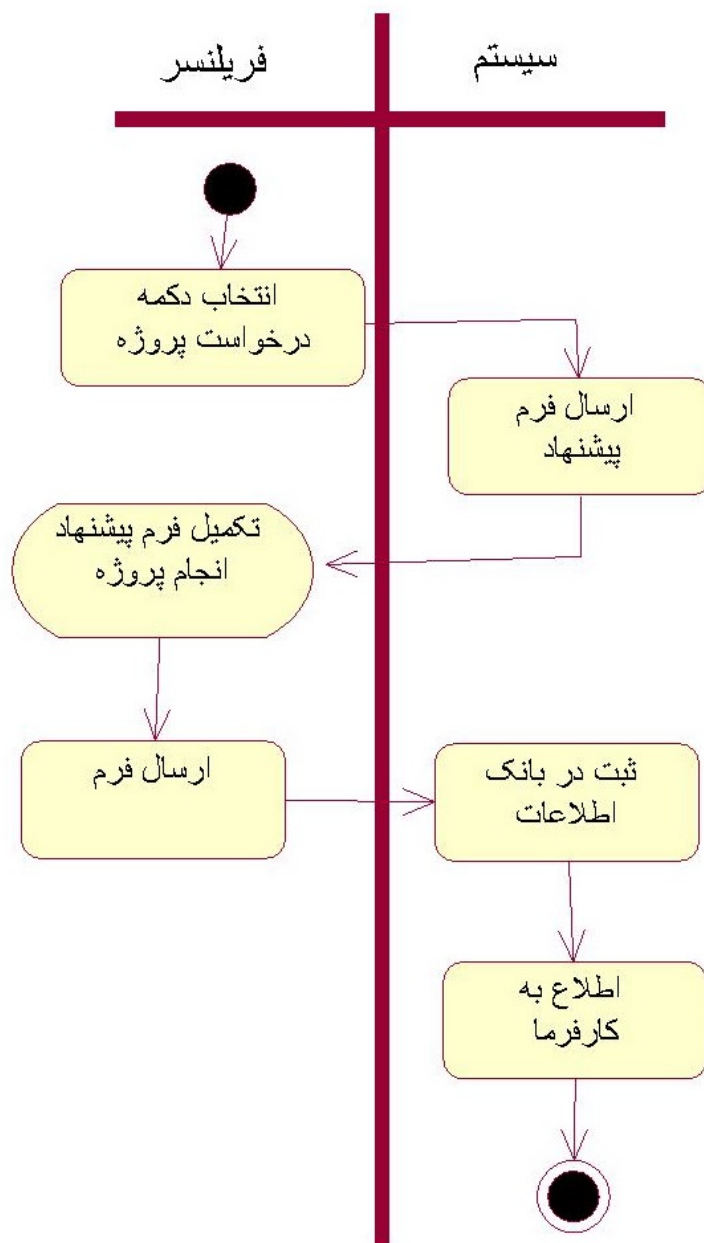 سیستم
فریلنسر
انتخاب دکمه
درخواست پروژه
ارسال فرم
پیشنهاد
تکمیل فرم پیشنهاد
انجام پروژه
ارسال فرم
ثبت در بانک
اطلاعات
اطلاع به
کارفرما